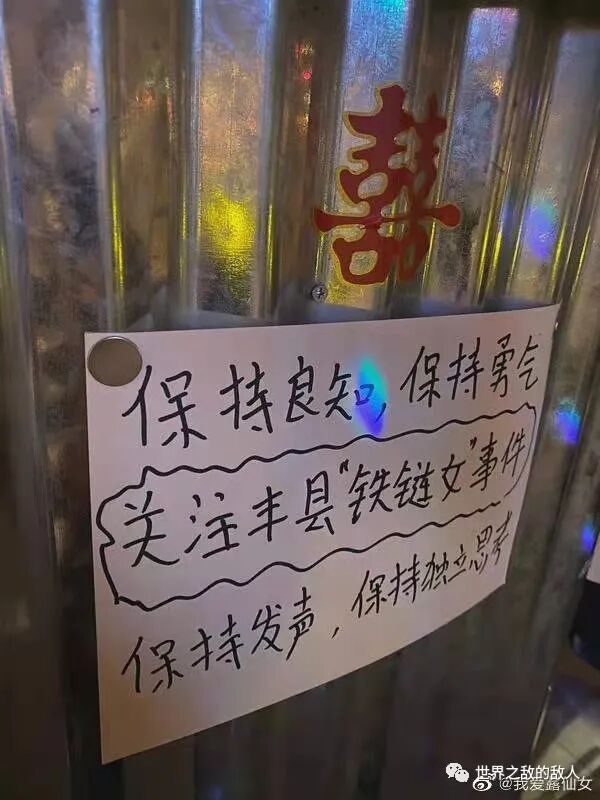 囍
保持良知,保持勇气
关注丰县"铁链女"事件
保持发声,保持独立思考
世界之敌的敌人
@我爱露仙女